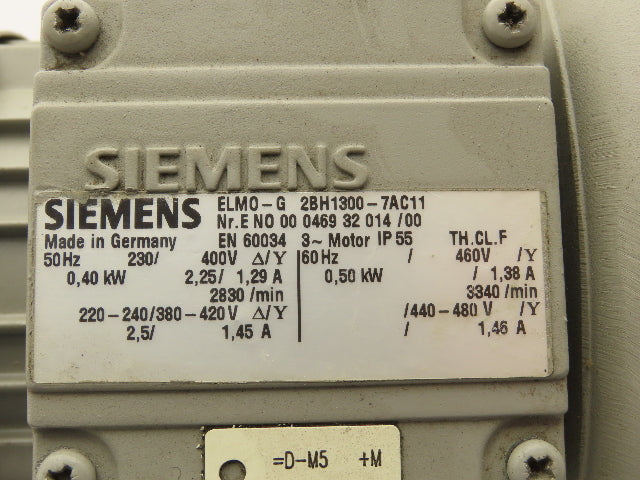 SIEMENS
SIEMENS ELMO-G 2BH1300-7AC11
Nr.E NO 00 0469 32 014 /00
Made in Germany EN 60034 3~ Motor IP 55 TH.CL.F
50Hz 230/ 400V Δ/Y 60Hz / 460V /Y
0,40 kW 2,25/ 1,29 A 0,50 kW / 1,38 A
2830 /min 3340/min
220-240/380-420V Δ/Y /440-480 V /Y
2,5/ 1,45 A / 1,46 A
=D-M5 +M